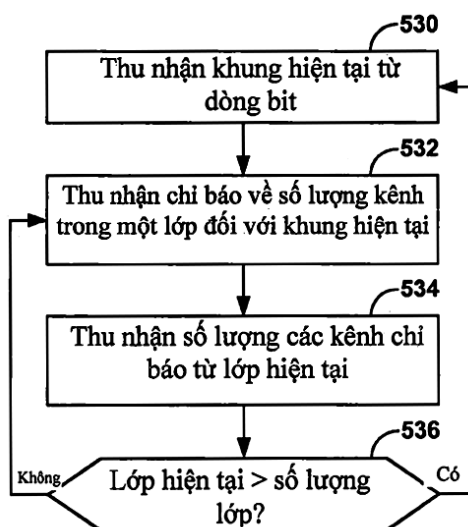 530
Thu nhận khung hiện tại từ
dòng bit
532
Thu nhận chỉ báo về số lượng kênh
trong một lớp đối với khung hiện tại
534
Thu nhận số lượng các kênh chỉ
báo từ lớp hiện tại
536
Không
Lớp hiện tại > số lượng
lớp?
Có